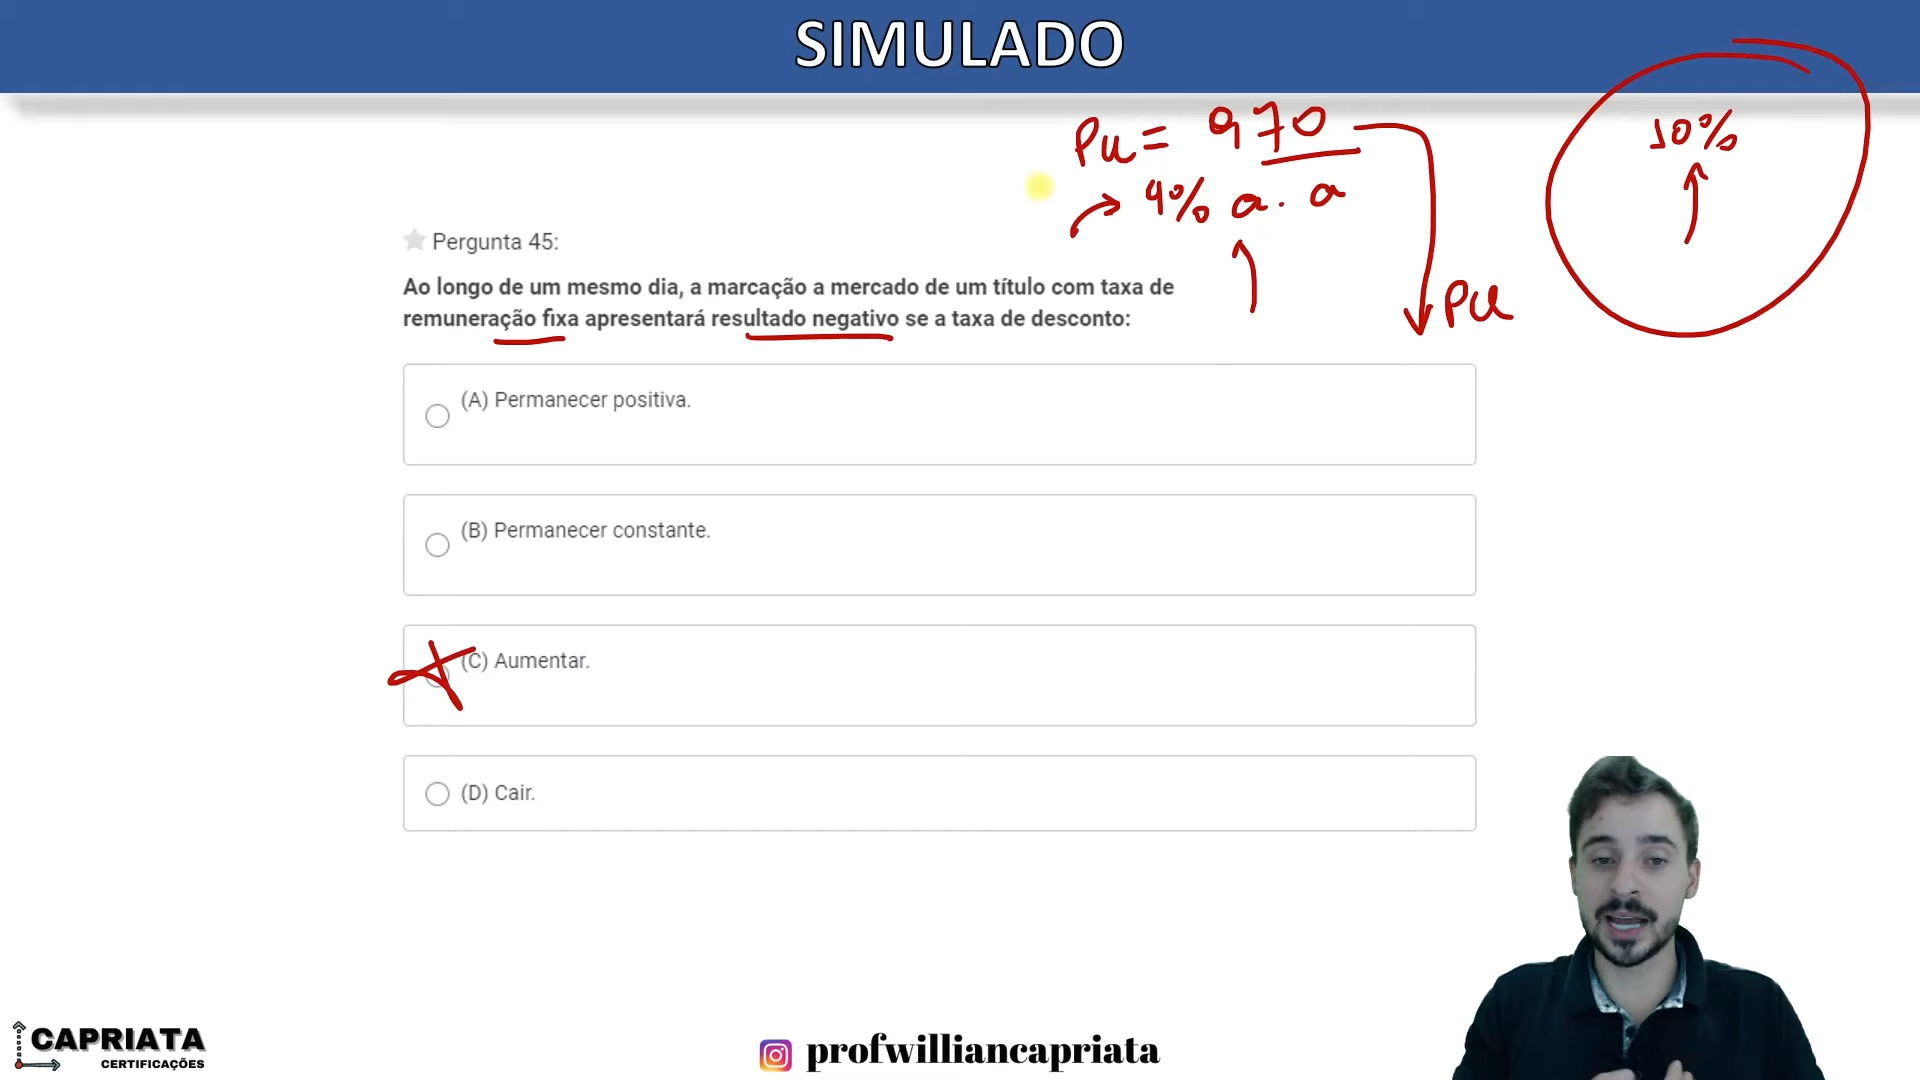 SIMULADO
PU = 970
4% a.a
10%
PU
Pergunta 45:
Ao longo de um mesmo dia, a marcação a mercado de um título com taxa de
remuneração fixa apresentará resultado negativo se a taxa de desconto:
(A) Permanecer positiva.
(B) Permanecer constante.
(C) Aumentar.
(D) Cair.
CAPRIATA
CERTIFICAÇÕES
profwilliancapriata